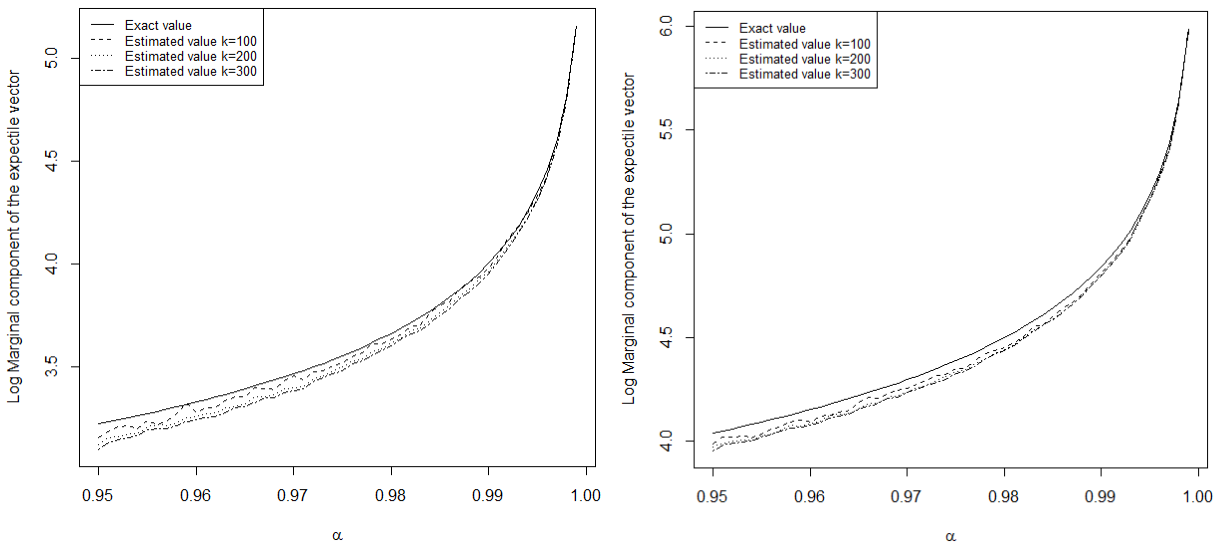 Exact value
Estimated value k=100
Estimated value k=200
Estimated value k=300
Log Marginal component of the expectile vector
5.0
4.5
4.0
3.5
0.95
0.96
0.97
0.98
0.99
1.00
α
Exact value
Estimated value k=100
Estimated value k=200
Estimated value k=300
Log Marginal component of the expectile vector
6.0
5.5
5.0
4.5
4.0
0.95
0.96
0.97
0.98
0.99
1.00
α